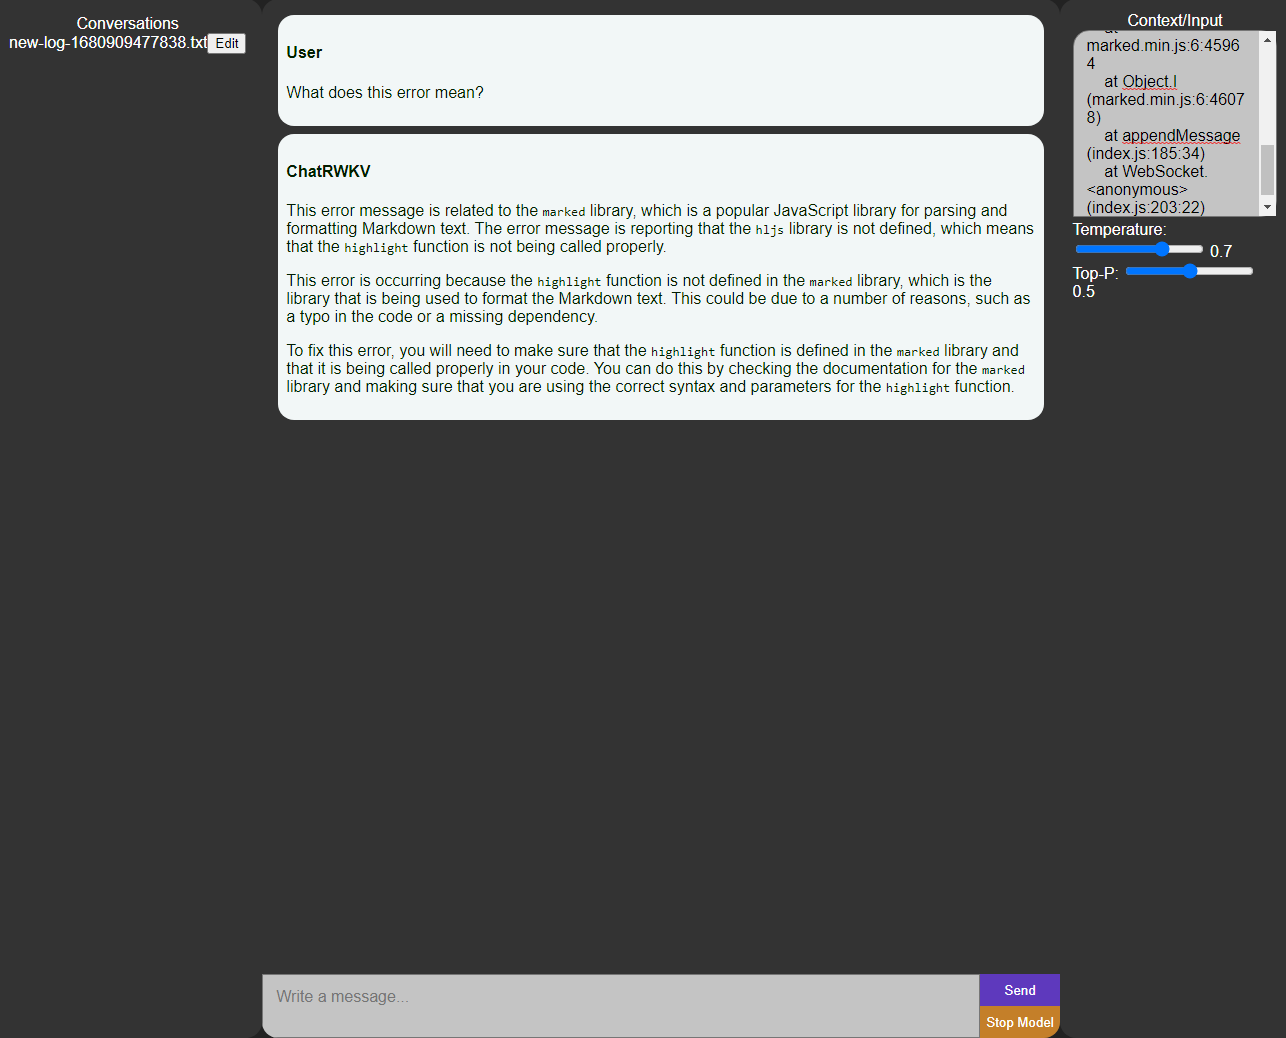 Conversations
new-log-1680909477838.txt Edit
User
What does this error mean?
ChatRWKV
This error message is related to the marked library, which is a popular JavaScript library for parsing and
formatting Markdown text. The error message is reporting that the hljs library is not defined, which means
that the highlight function is not being called properly.
This error is occurring because the highlight function is not defined in the marked library, which is the
library that is being used to format the Markdown text. This could be due to a number of reasons, such as
a typo in the code or a missing dependency.
To fix this error, you will need to make sure that the highlight function is defined in the marked library and
that it is being called properly in your code. You can do this by checking the documentation for the marked
library and making sure that you are using the correct syntax and parameters for the highlight function.
Write a message...
Send
Stop Model
Context/Input
at
marked.min.js:6:4596
4
at Object.l
(marked.min.js:6:4607
8)
at appendMessage
(index.js:185:34)
at WebSocket.
<anonymous>
(index.js:203:22)
Temperature:
0.7
Top-P:
0.5